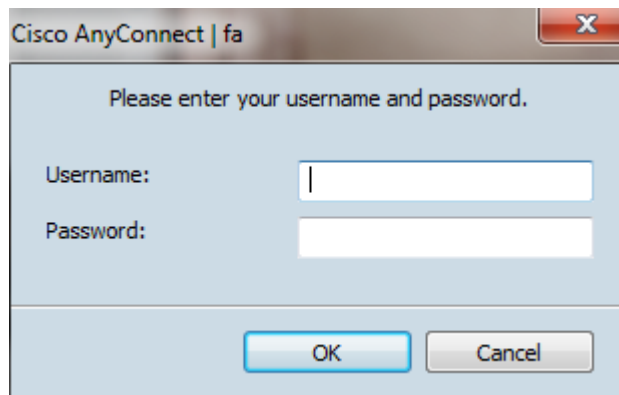 Cisco AnyConnect | fa
Please enter your username and password.
Username:
Password:
OK Cancel